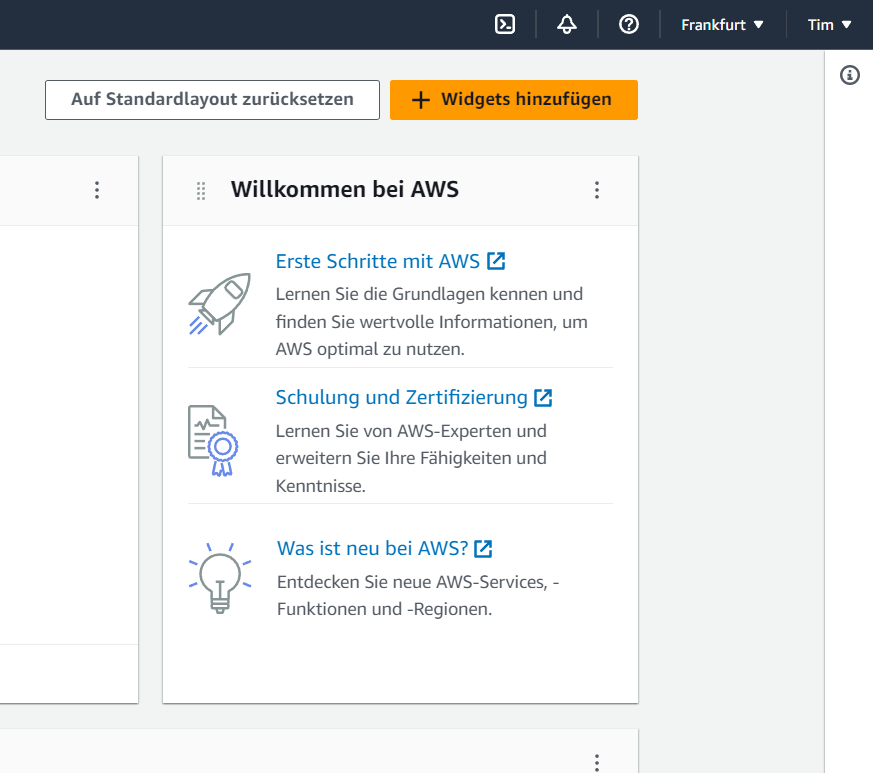 Frankfurt ▼ Tim ▼
Auf Standardlayout zurücksetzen + Widgets hinzufügen
Willkommen bei AWS
Erste Schritte mit AWS
Lernen Sie die Grundlagen kennen und
finden Sie wertvolle Informationen, um
AWS optimal zu nutzen.
Schulung und Zertifizierung
Lernen Sie von AWS-Experten und
erweitern Sie Ihre Fähigkeiten und
Kenntnisse.
Was ist neu bei AWS?
Entdecken Sie neue AWS-Services, -
Funktionen und -Regionen.